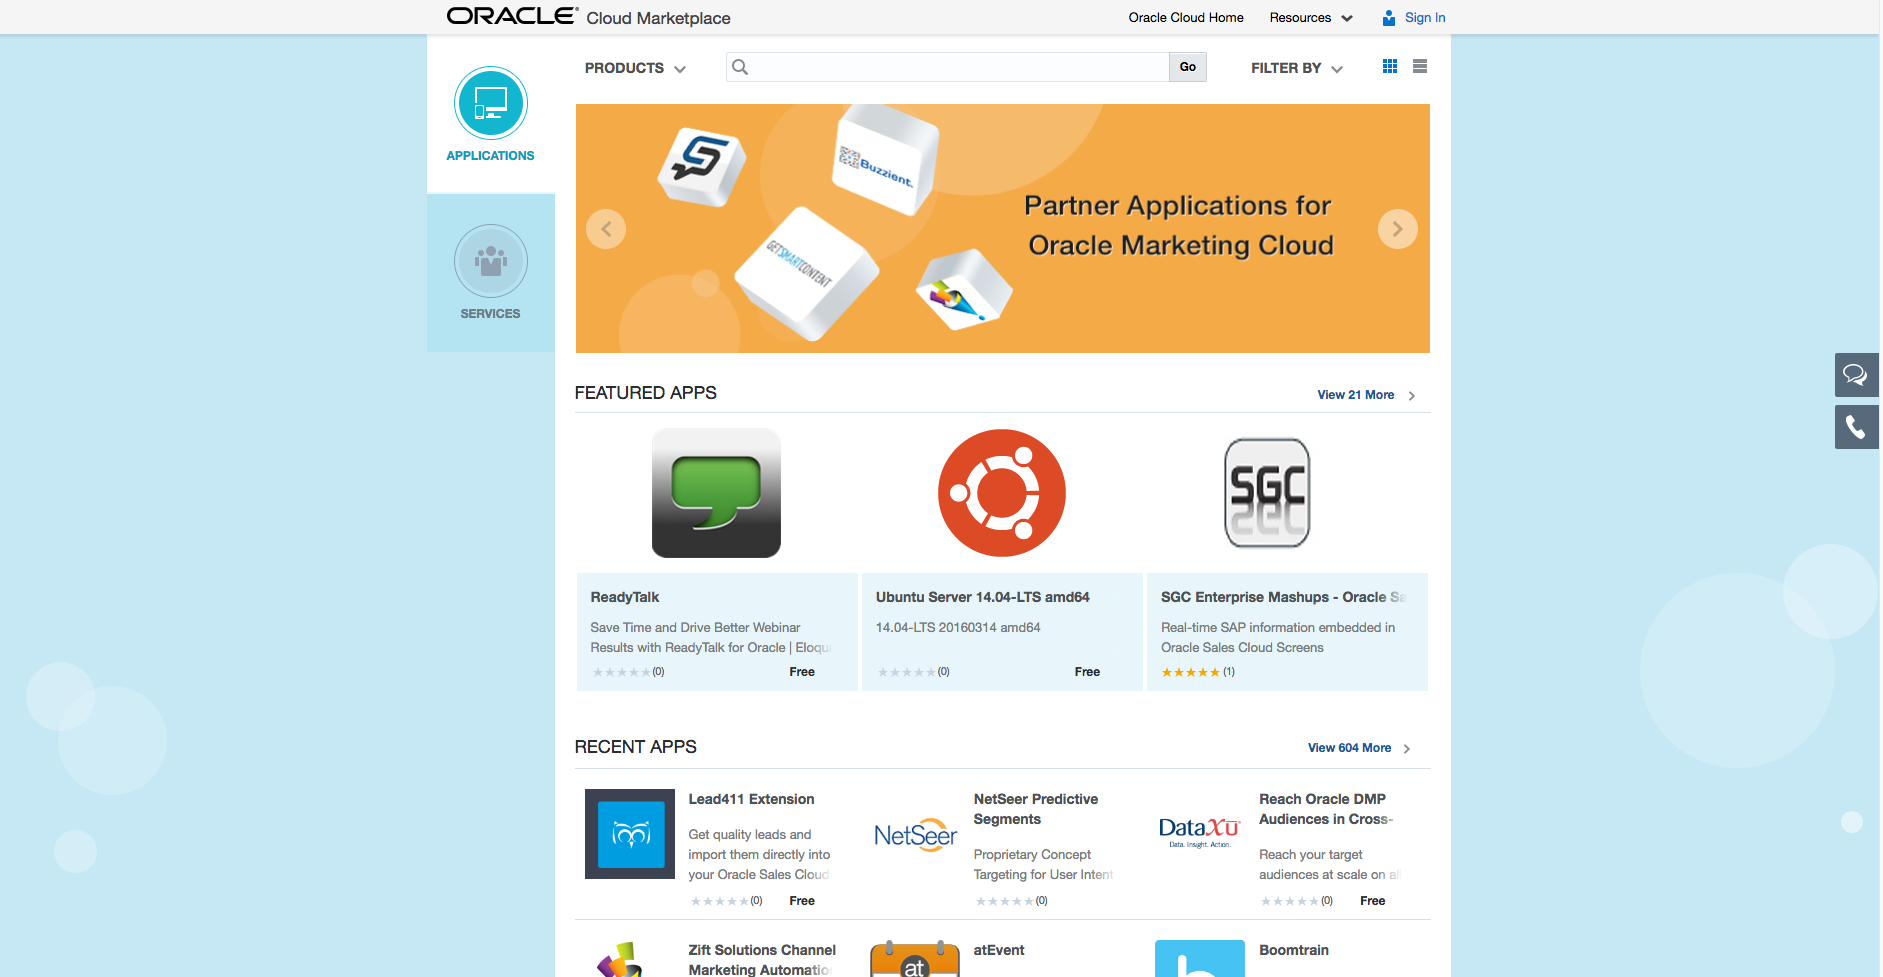 ORACLE Cloud Marketplace
Oracle Cloud Home
Resources
Sign In
APPLICATIONS
SERVICES
PRODUCTS
Go
FILTER BY
Buzzient.
GETSMARTCONTENT
Partner Applications for
Oracle Marketing Cloud
FEATURED APPS
View 21 More
SGC
ReadyTalk
Save Time and Drive Better Webinar
Results with ReadyTalk for Oracle | Eloqu
(0)
Free
Ubuntu Server 14.04-LTS amd64
14.04-LTS 20160314 amd64
(0)
Free
SGC Enterprise Mashups - Oracle Sa
Real-time SAP information embedded in
Oracle Sales Cloud Screens
(1)
RECENT APPS
View 604 More
Lead411 Extension
Get quality leads and
import them directly into
your Oracle Sales Cloud
(0)
Free
NetSeer
NetSeer Predictive
Segments
Proprietary Concept
Targeting for User Intent
(0)
DataXu
Data. Insight. Action.
Reach Oracle DMP
Audiences in Cross-
Reach your target
audiences at scale on al
(0)
Free
Zift Solutions Channel
Marketing Automatio
at
atEvent
b
Boomtrain